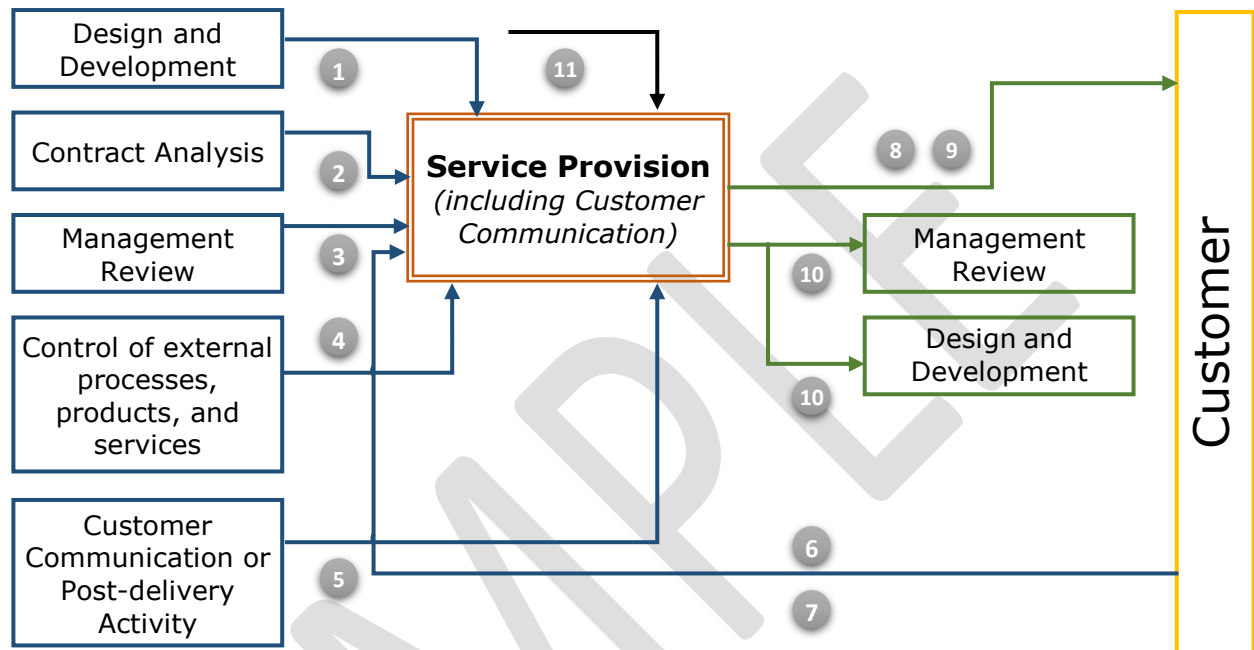 Design and
Development
1
11
Contract Analysis
2
Service Provision
(including Customer
Communication)
8
9
Management
Review
3
Management
Review
10
Control of external
processes,
products, and
services
4
Design and
Development
10
Customer
Communication or
Post-delivery
Activity
5
6
7
Customer
MPLE